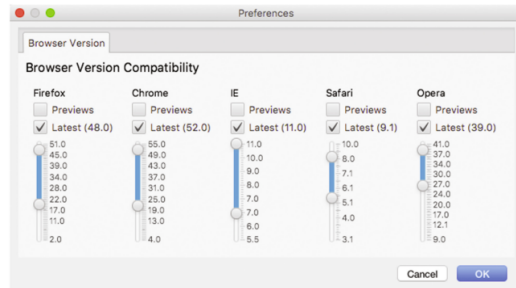 Preferences
Browser Version
Browser Version Compatibility
Firefox
Previews
Latest (48.0)
51.0
45.0
39.0
34.0
28.0
22.0
17.0
11.0
2.0
Chrome
Previews
Latest (52.0)
55.0
49.0
43.0
37.0
31.0
25.0
19.0
13.0
4.0
IE
Previews
Latest (11.0)
11.0
10.0
9.0
8.0
7.0
7.0
6.0
5.5
Safari
Previews
Latest (9.1)
10.0
8.0
7.1
6.1
5.1
4.0
3.1
Opera
Previews
Latest (39.0)
41.0
37.0
34.0
30.0
27.0
24.0
20.0
17.0
12.1
9.0
Cancel
OK